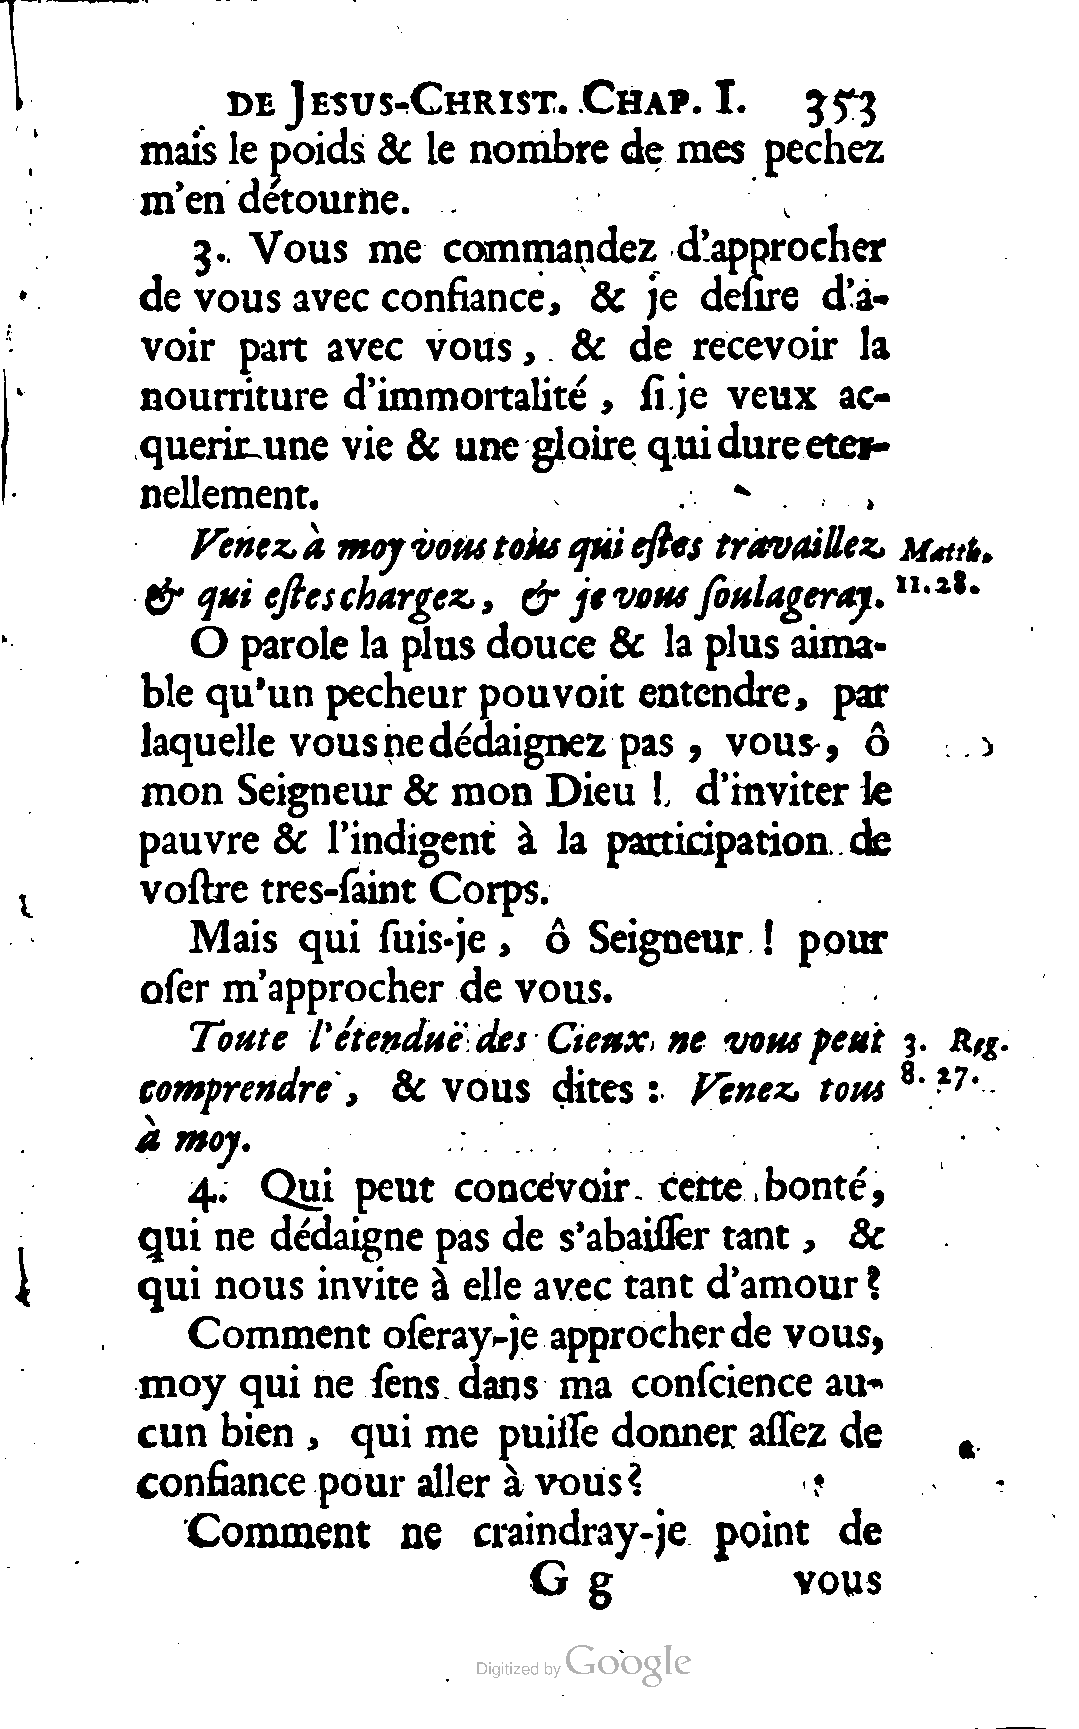 DE JESUS-CHRIST. CHAP. I. 353
mais le poids & le nombre de mes pechez
m'en détourne.
3. Vous me commandez d'approcher
de vous avec confiance, & je deſire d'a-
voir part avec vous, & de recevoir la
nourriture d'immortalité, ſi je veux ac-
querir une vie & une gloire qui dure eter-
nellement.
Venez à moy vous tous qui eſtes travaillez Matth.
& qui eſtes chargez, & je vous ſoulageray. 11.28.
O parole la plus douce & la plus aima-
ble qu'un pecheur pouvoit entendre, par
laquelle vous ne dédaignez pas, vous, ô
mon Seigneur & mon Dieu! d'inviter le
pauvre & l'indigent à la participation de
voſtre tres-ſaint Corps.
Mais qui ſuis-je, ô Seigneur! pour
oſer m'approcher de vous.
Toute l'étenduë des Cieux ne vous peut 3. Reg.
comprendre, & vous dites: Venez tous 8. 27.
à moy.
4. Qui peut concevoir cette bonté,
qui ne dédaigne pas de s'abaiſſer tant, &
qui nous invite à elle avec tant d'amour?
Comment oſeray-je approcher de vous,
moy qui ne ſens dans ma conſcience au-
cun bien, qui me puiſſe donner aſſez de
confiance pour aller à vous?
Comment ne craindray-je point de
G g vous
Digitized by Google